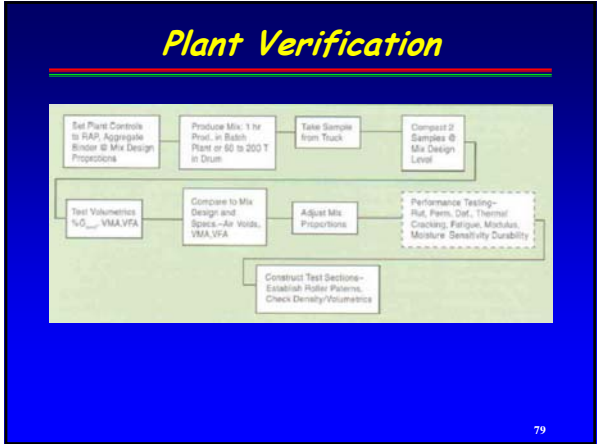 Plant Verification
Set Plant Controls
to RAP, Aggregate
Binder @ Mix Design
Proportions
Produce Mix: 1 hr
Prod. in Batch
Plant or 50 to 200 T
in Drum
Take Sample
from Truck
Compact 2
Samples @
Mix Design
Level
Test Volumetrics
VMA,VFA
Compare to Mix
Design and
Specs.–Air Voids,
VMA,VFA
Adjust Mix
Proportions
Performance Testing–
Rut, Perm. Def., Thermal
Cracking, Fatigue, Modulus,
Moisture Sensitivity Durability
Construct Test Sections–
Establish Roller Paterns,
Check Density/Volumetrics
79